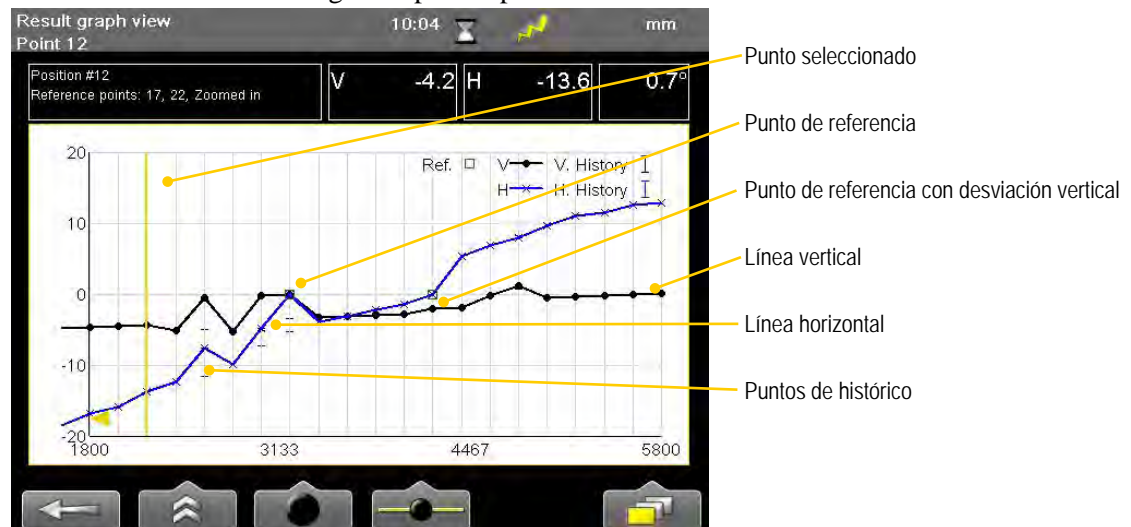 Result graph view
10:04
mm
Point 12
Position #12
Reference points: 17, 22, Zoomed in
V -4.2
H -13.6
0.7°
Punto seleccionado
Punto de referencia
Punto de referencia con desviación vertical
Línea vertical
Línea horizontal
Puntos de histórico
Ref. V V. History
H H. History
20
10
0
-10
-20
1800 3133 4467 5800